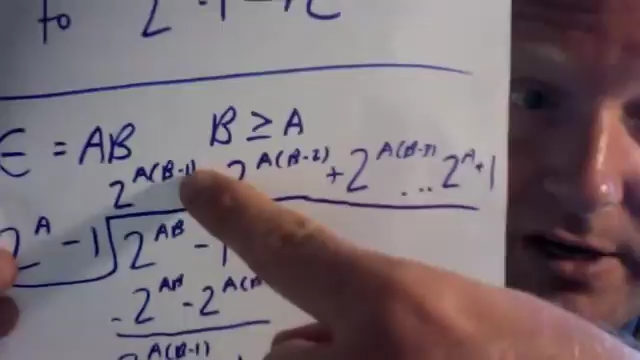 to 2
E = AB B ≥ A
2^A(B-1) 2^A(B-2) + 2^A(B-3) ... 2^A + 1
2^A - 1 2^AB - 1
- 2^AB - 2^A(B
2^A(B-1)